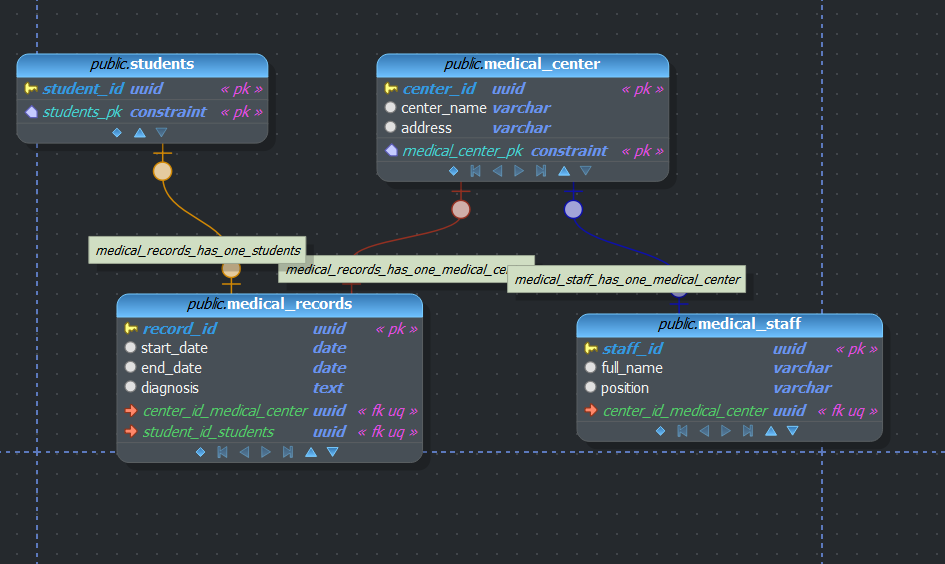 public.students
student_id uuid « pk »
students_pk constraint « pk »
public.medical_center
center_id uuid « pk »
center_name varchar
address varchar
medical_center_pk constraint « pk »
medical_records_has_one_students
medical_records_has_one_medical_ce
medical_staff_has_one_medical_center
public.medical_records
record_id uuid « pk »
start_date date
end_date date
diagnosis text
center_id_medical_center uuid « fk uq »
student_id_students uuid « fk uq »
public.medical_staff
staff_id uuid « pk »
full_name varchar
position varchar
center_id_medical_center uuid « fk uq »